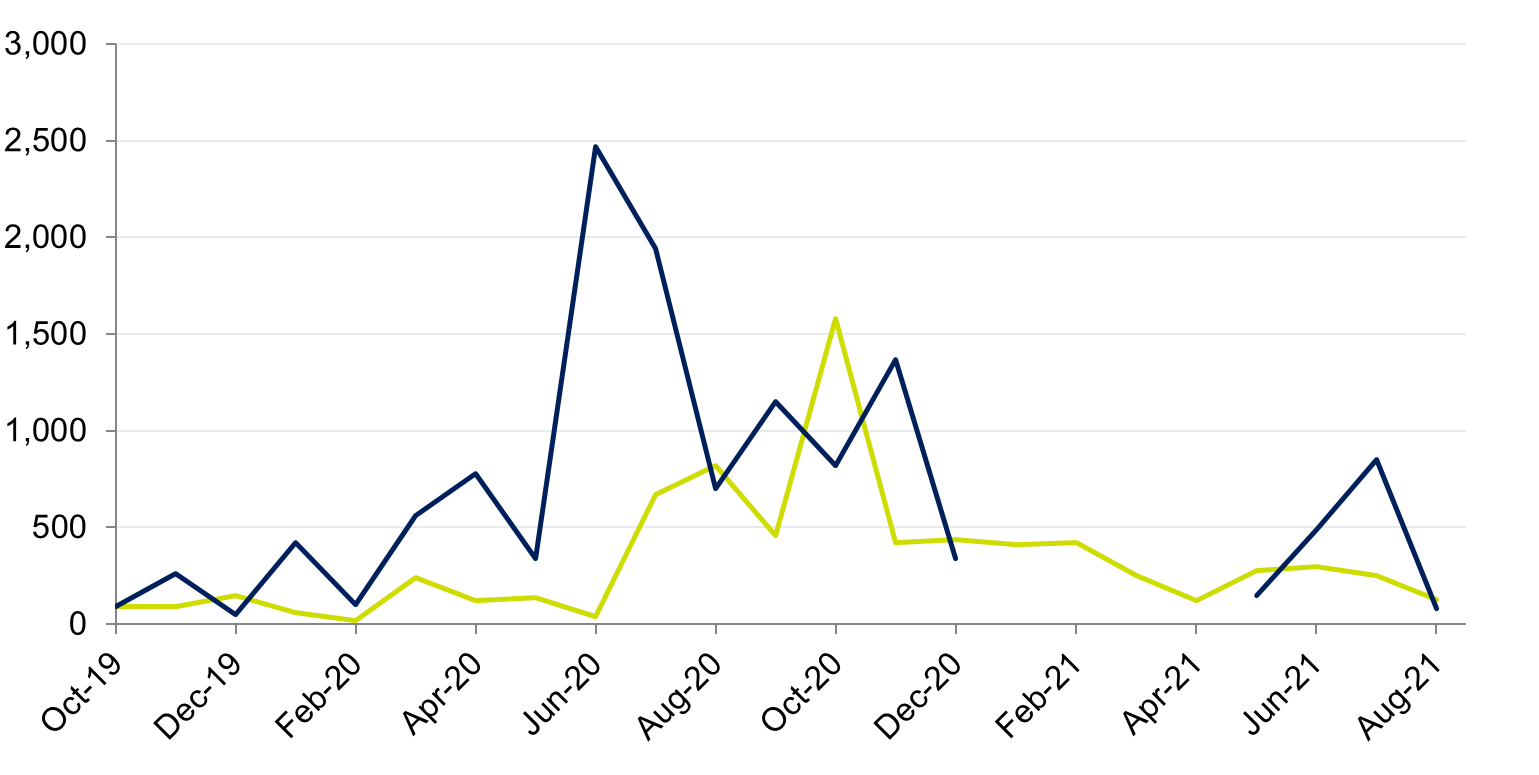 3,000
2,500
2,000
1,500
1,000
500
0
Oct-19
Dec-19
Feb-20
Apr-20
Jun-20
Aug-20
Oct-20
Dec-20
Feb-21
Apr-21
Jun-21
Aug-21